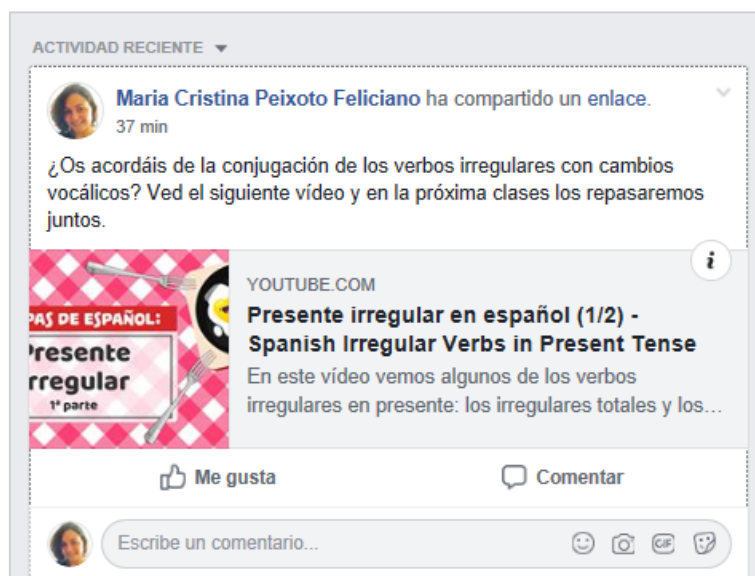 ACTIVIDAD RECIENTE
Maria Cristina Peixoto Feliciano ha compartido un enlace.
37 min
¿Os acordáis de la conjugación de los verbos irregulares con cambios
vocálicos? Ved el siguiente vídeo y en la próxima clases los repasaremos
juntos.
i
YOUTUBE.COM
Presente irregular en español (1/2) -
Spanish Irregular Verbs in Present Tense
En este vídeo vemos algunos de los verbos
irregulares en presente: los irregulares totales y los...
PAS DE ESPAÑOL:
Presente
rregular
1ª parte
Me gusta
Comentar
Escribe un comentario...
GIF